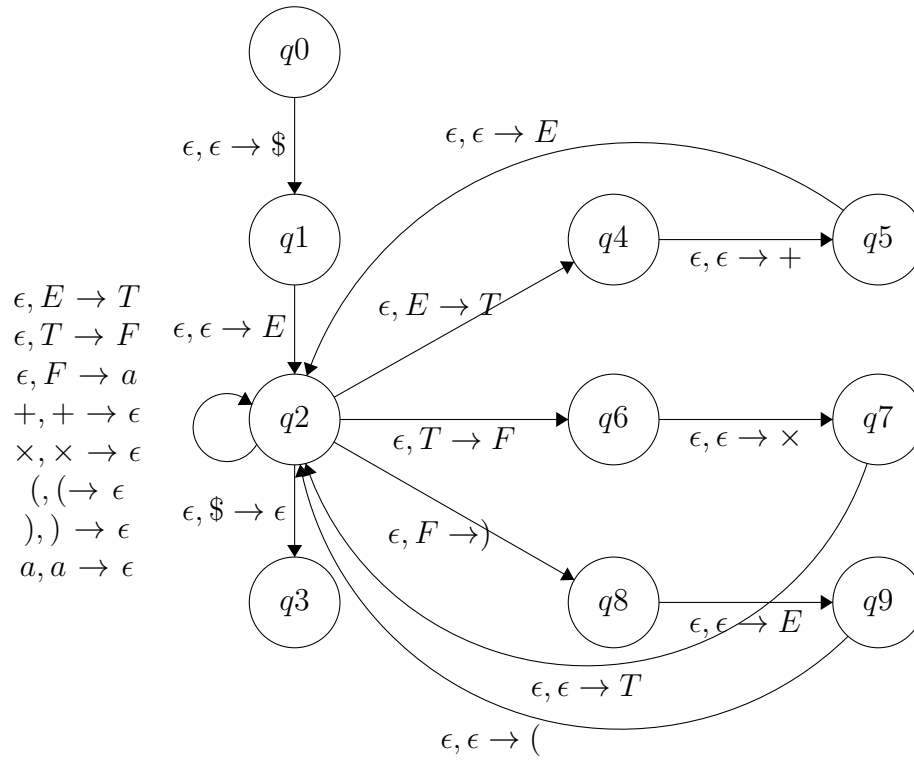 q0
ϵ, ϵ → $
ϵ, ϵ → E
q1
q4
q5
ϵ, ϵ → +
ϵ, E → T
ϵ, T → F
ϵ, F → a
+, + → ϵ
×, × → ϵ
(, (→ ϵ
), ) → ϵ
a, a → ϵ
ϵ, ϵ → E
ϵ, E → T
q2
q6
q7
ϵ, T → F
ϵ, ϵ → ×
ϵ, $ → ϵ
ϵ, F →)
q3
q8
q9
ϵ, ϵ → E
ϵ, ϵ → T
ϵ, ϵ → (